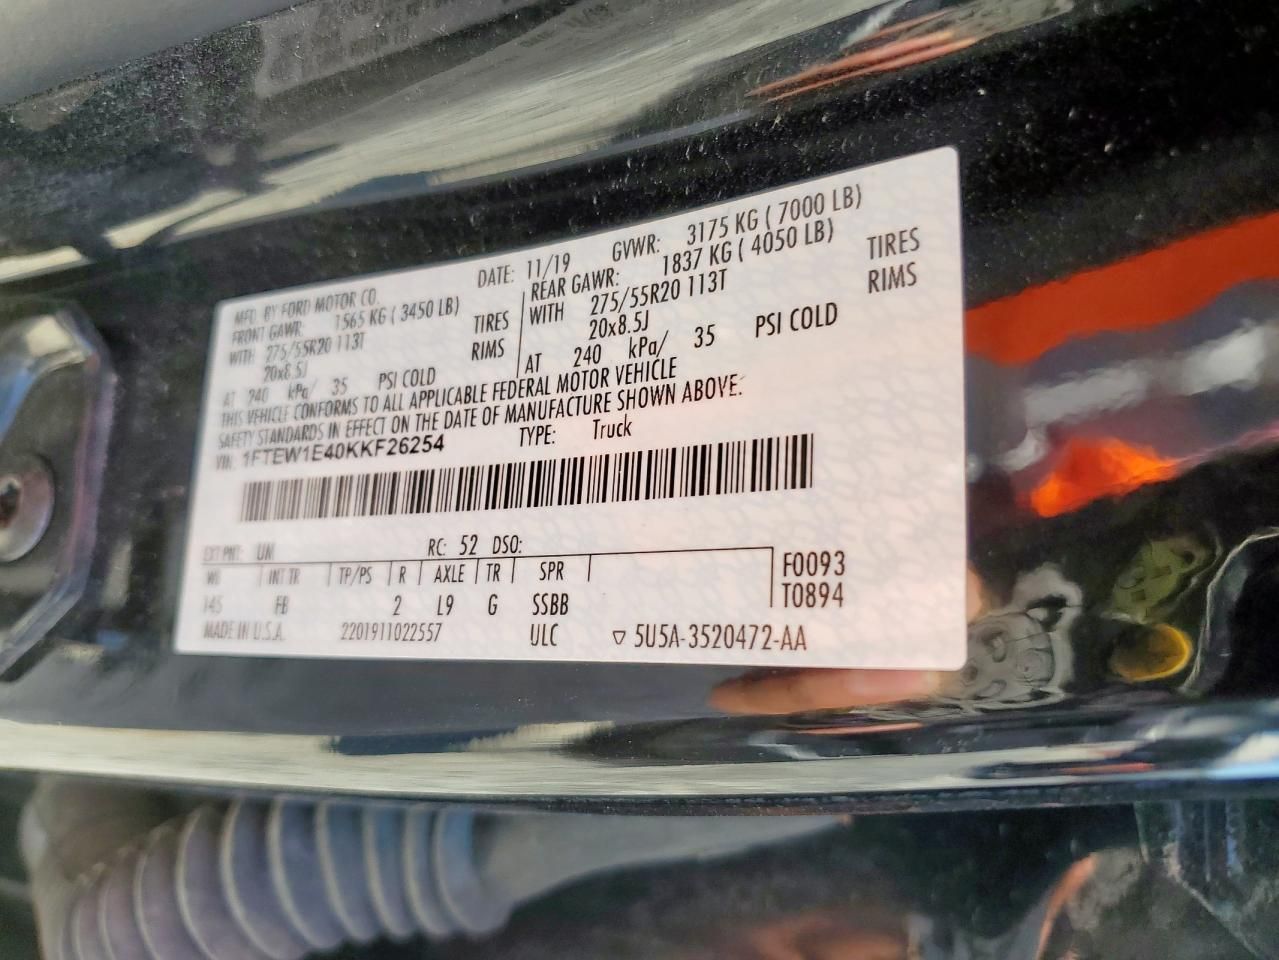 MFD. BY FORD MOTOR CO.
DATE: 11/19 GVWR: 3175 KG ( 7000 LB)
FRONT GAWR: 1565 KG ( 3450 LB)
REAR GAWR: 1837 KG ( 4050 LB)
WITH 275/55R20 113T TIRES
WITH 275/55R20 113T TIRES
20x8.5J RIMS
20x8.5J RIMS
AT 240 kPa/ 35 PSI COLD
AT 240 kPa/ 35 PSI COLD
THIS VEHICLE CONFORMS TO ALL APPLICABLE FEDERAL MOTOR VEHICLE
SAFETY STANDARDS IN EFFECT ON THE DATE OF MANUFACTURE SHOWN ABOVE.
VIN: 1FTEW1E40KKF26254 TYPE: Truck
EXT PNT: UM RC: 52 DSO:
WB INT TR TP/PS R AXLE TR SPR F0093
145 FB 2 L9 G SSBB T0894
MADE IN U.S.A. 2201911022557 ULC ▽ 5U5A-3520472-AA